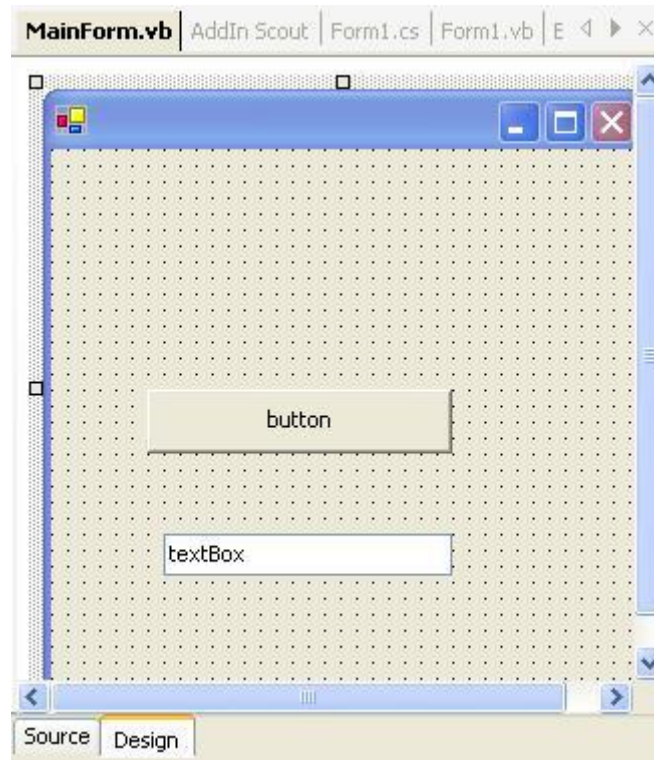 MainForm.vb AddIn Scout Form1.cs Form1.vb E
button
textBox
Source Design